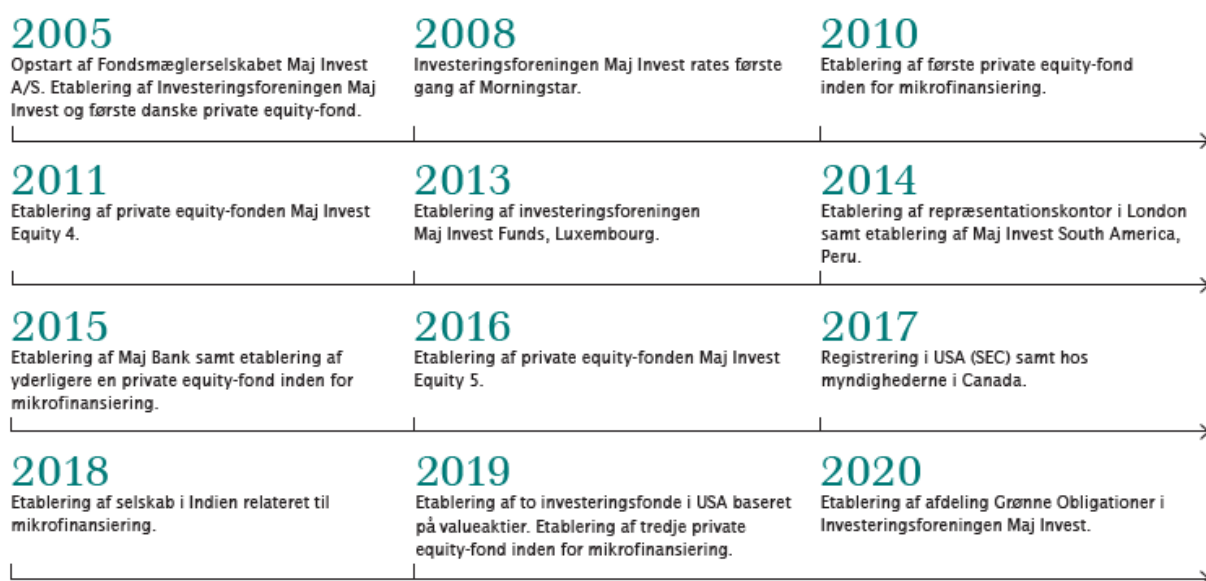 2005
Opstart af Fondsmæglerselskabet Maj Invest
A/S. Etablering af Investeringsforeningen Maj
Invest og første danske private equity-fond.
2008
Investeringsforeningen Maj Invest rates første
gang af Morningstar.
2010
Etablering af første private equity-fond
inden for mikrofinansiering.
2011
Etablering af private equity-fonden Maj Invest
Equity 4.
2013
Etablering af investeringsforeningen
Maj Invest Funds, Luxembourg.
2014
Etablering af repræsentationskontor i London
samt etablering af Maj Invest South America,
Peru.
2015
Etablering af Maj Bank samt etablering af
yderligere en private equity-fond inden for
mikrofinansiering.
2016
Etablering af private equity-fonden Maj Invest
Equity 5.
2017
Registrering i USA (SEC) samt hos
myndighederne i Canada.
2018
Etablering af selskab i Indien relateret til
mikrofinansiering.
2019
Etablering af to investeringsfonde i USA baseret
på valueaktier. Etablering af tredje private
equity-fond inden for mikrofinansiering.
2020
Etablering af afdeling Grønne Obligationer i
Investeringsforeningen Maj Invest.